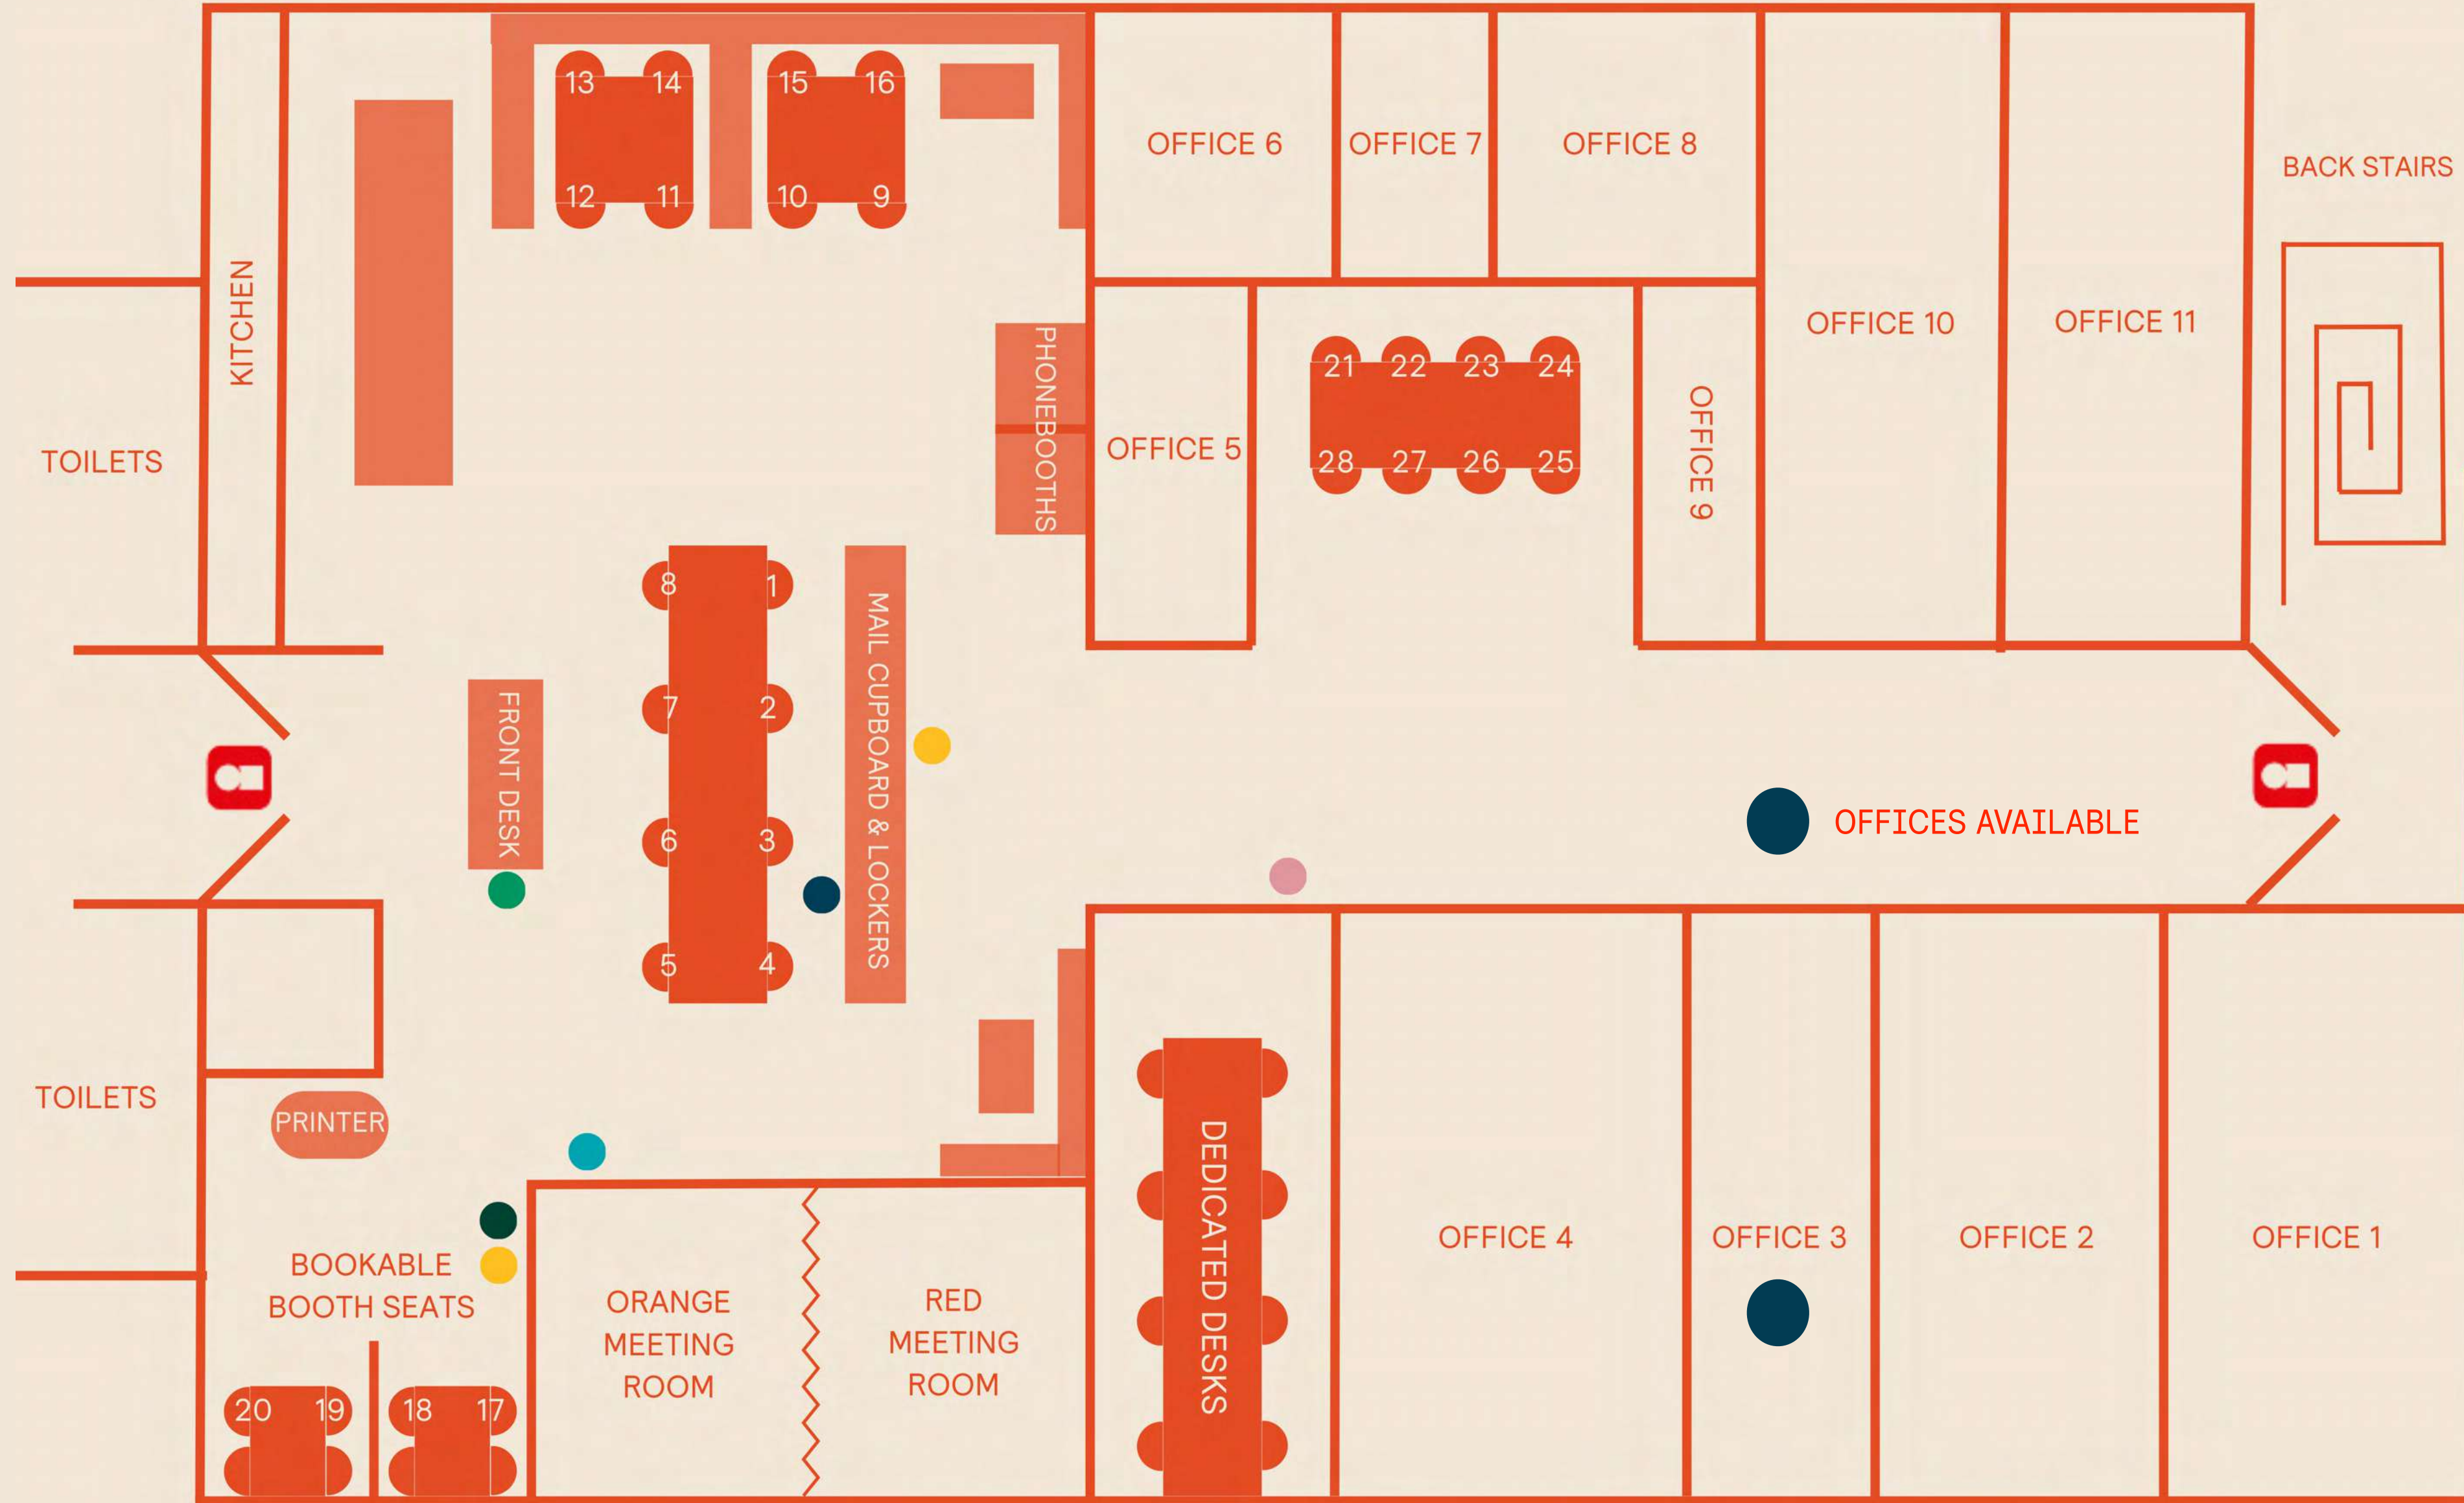 13
14
15
16
12
11
10
9
OFFICE 6
OFFICE 7
OFFICE 8
BACK STAIRS
KITCHEN
OFFICE 10
OFFICE 11
PHONEBOOTHS
OFFICE 5
21
22
23
24
28
27
26
25
OFFICE 9
TOILETS
8
1
7
2
6
3
5
4
MAIL CUPBOARD & LOCKERS
FRONT DESK
OFFICES AVAILABLE
TOILETS
PRINTER
BOOKABLE
BOOTH SEATS
20
19
18
17
ORANGE
MEETING
ROOM
RED
MEETING
ROOM
DEDICATED DESKS
OFFICE 4
OFFICE 3
OFFICE 2
OFFICE 1